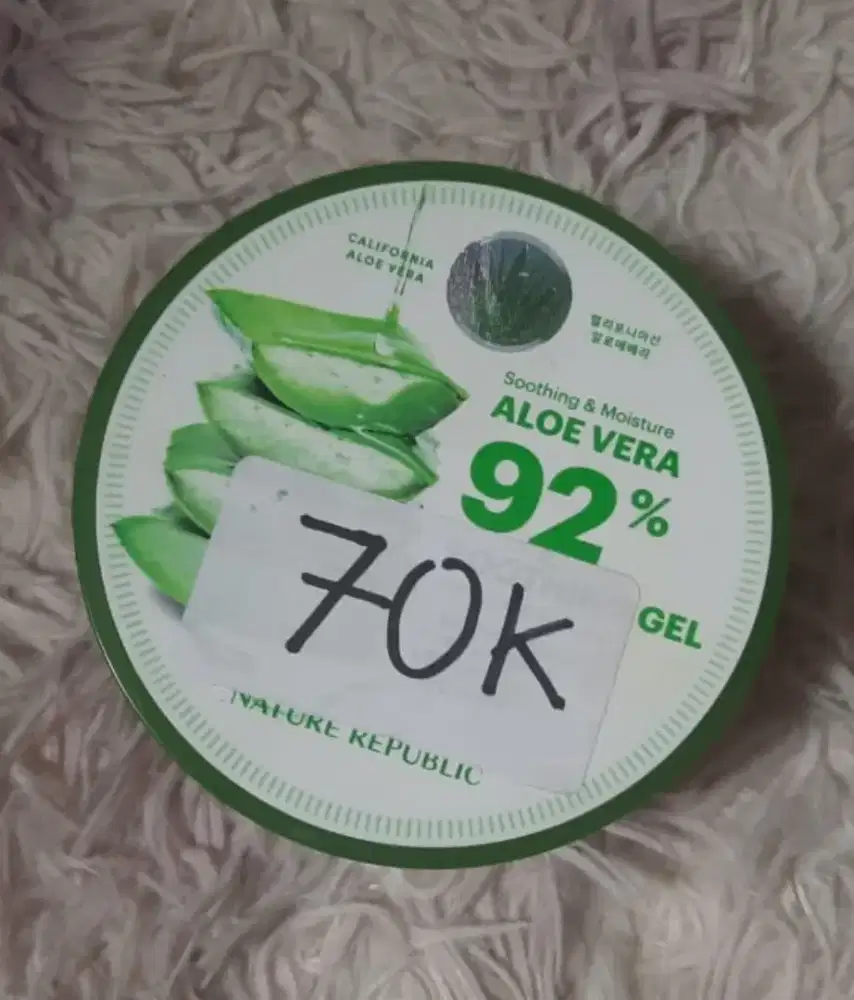 CALIFORNIA
ALOE VERA
캘리포니아산
알로에베라
Soothing & Moisture
ALOE VERA
92%
GEL
70K
NATURE REPUBLIC